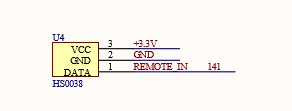 U4
VCC 3 +3.3V
GND 2 GND
DATA 1 REMOTE_IN 141
HS0038